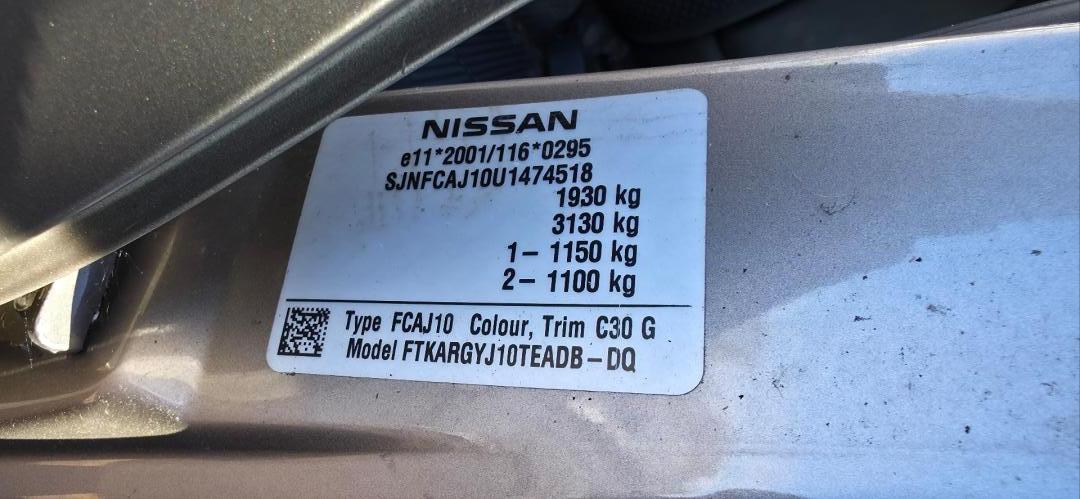 NISSAN
e11*2001/116*0295
SJNFCAJ10U1474518
1930 kg
3130 kg
1- 1150 kg
2- 1100 kg
Type FCAJ10 Colour, Trim C30 G
Model FTKARGYJ10TEADB-DQ